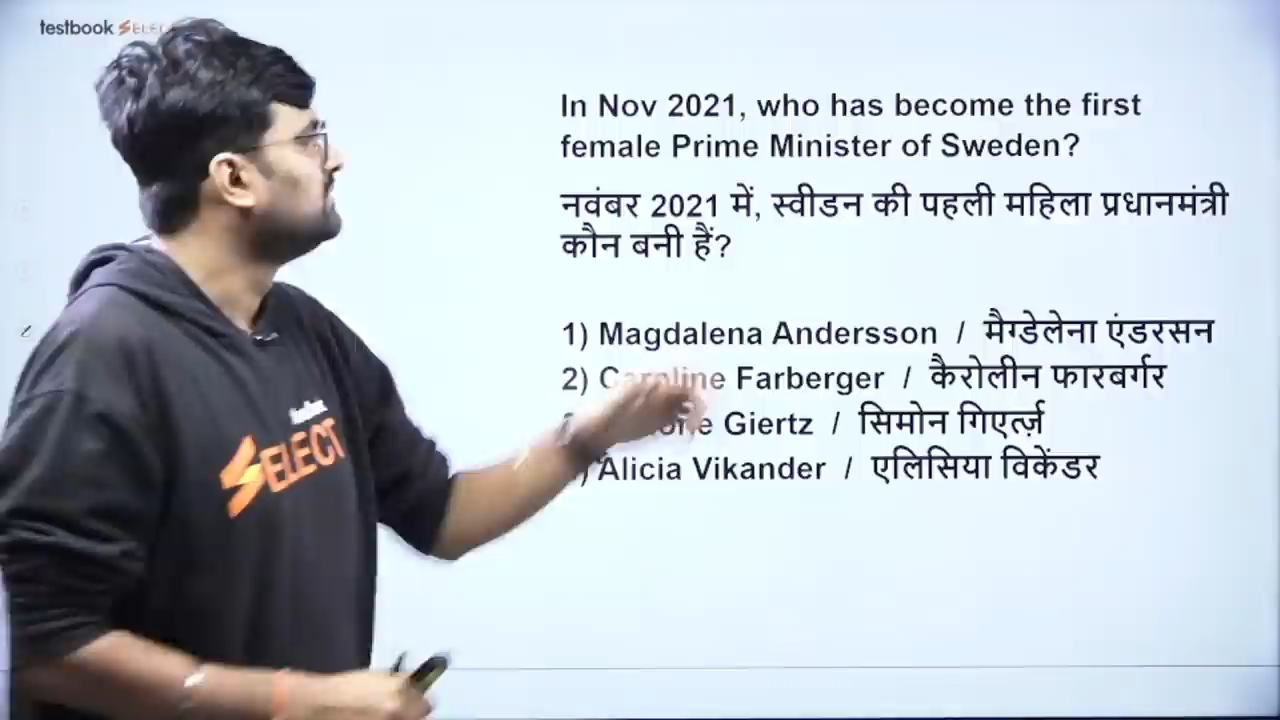 testbook SELEC
In Nov 2021, who has become the first
female Prime Minister of Sweden?
नवंबर 2021 में, स्वीडन की पहली महिला प्रधानमंत्री
कौन बनी हैं?
1) Magdalena Andersson / मैग्डेलेना एंडरसन
2) Caroline Farberger / कैरोलीन फारबर्गर
Giertz / सिमोन गिएर्त्ज़
Alicia Vikander / एलिसिया विकेंडर
SELECT